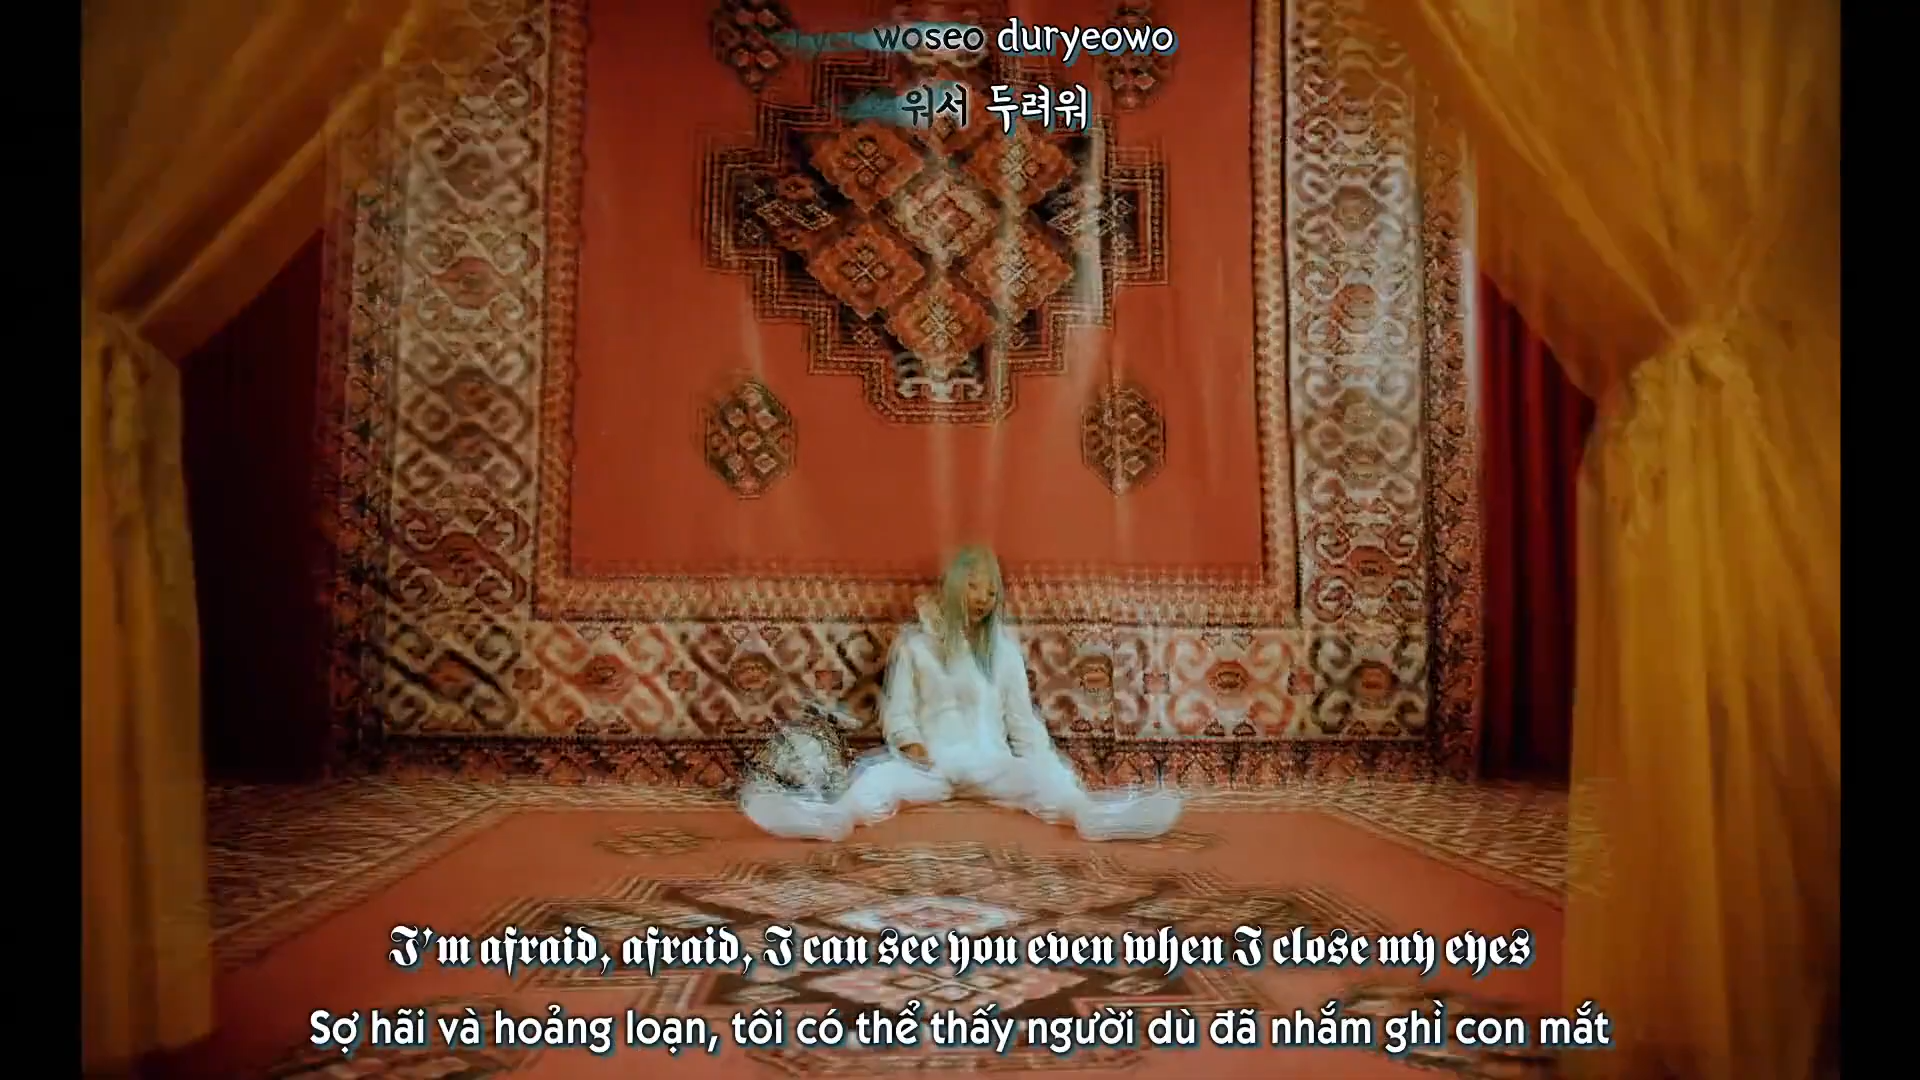 woseo duryeowo
워서 두려워
I'm afraid, afraid, I can see you even when I close my eyes
Sợ hãi và hoảng loạn, tôi có thể thấy người dù đã nhắm ghì con mắt